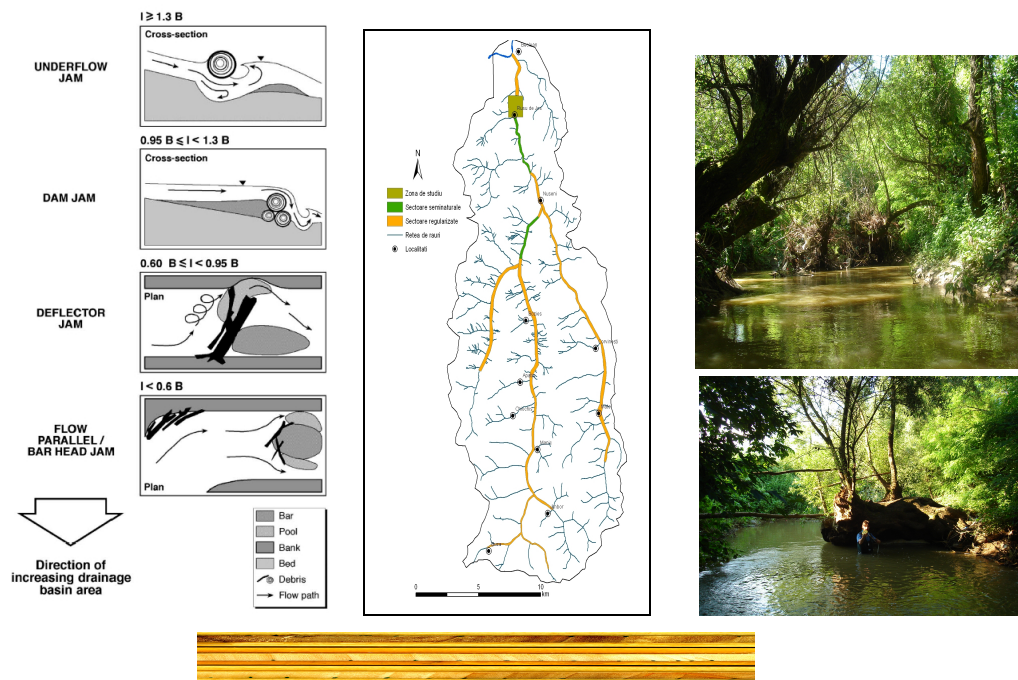 l ≥ 1.3 B
Cross-section
UNDERFLOW
JAM
0.95 B ≤ l < 1.3 B
Cross-section
DAM JAM
0.60 B ≤ l < 0.95 B
Plan
DEFLECTOR
JAM
l < 0.6 B
FLOW
PARALLEL /
BAR HEAD JAM
Plan
Direction of
increasing drainage
basin area
Bar
Pool
Bank
Bed
Debris
Flow path
N
Zona de studiu
Sectoare seminaturale
Sectoare regularizate
Retea de rauri
Localitati
Nuseni
0 5 10
km